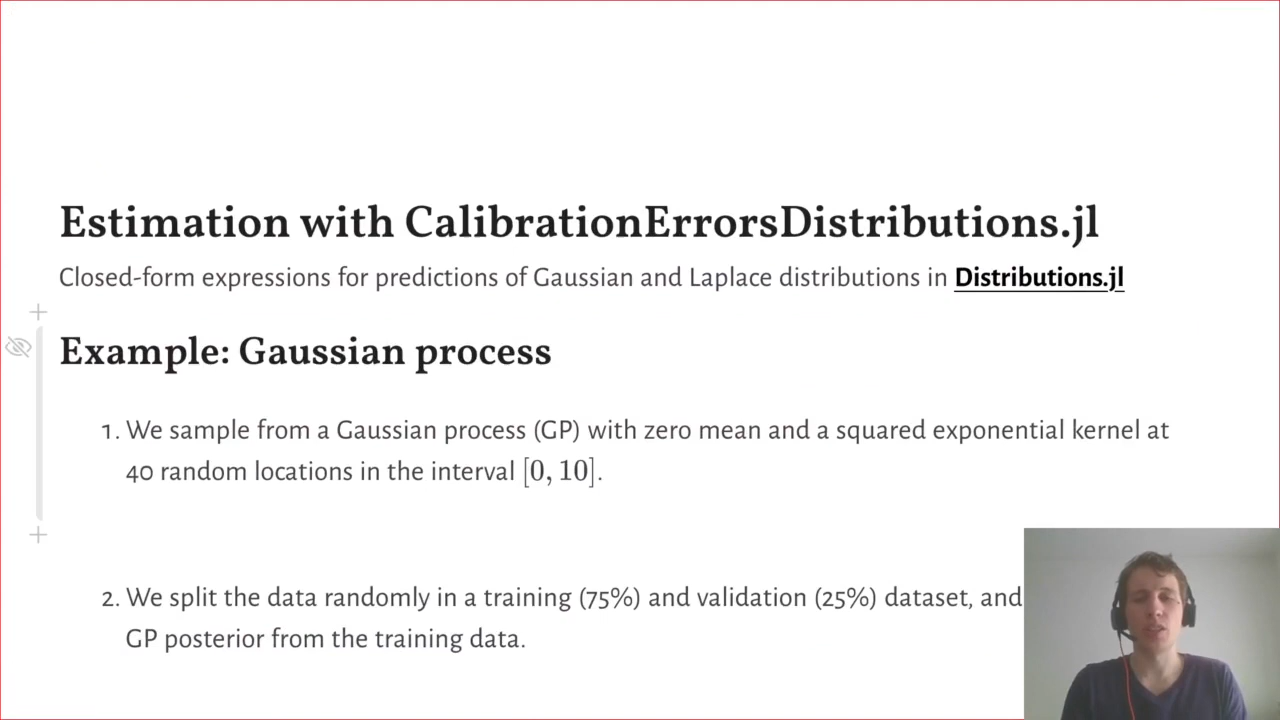 Estimation with CalibrationErrorsDistributions.jl
Closed-form expressions for predictions of Gaussian and Laplace distributions in Distributions.jl
Example: Gaussian process
1. We sample from a Gaussian process (GP) with zero mean and a squared exponential kernel at
40 random locations in the interval [0, 10].
2. We split the data randomly in a training (75%) and validation (25%) dataset, and
GP posterior from the training data.